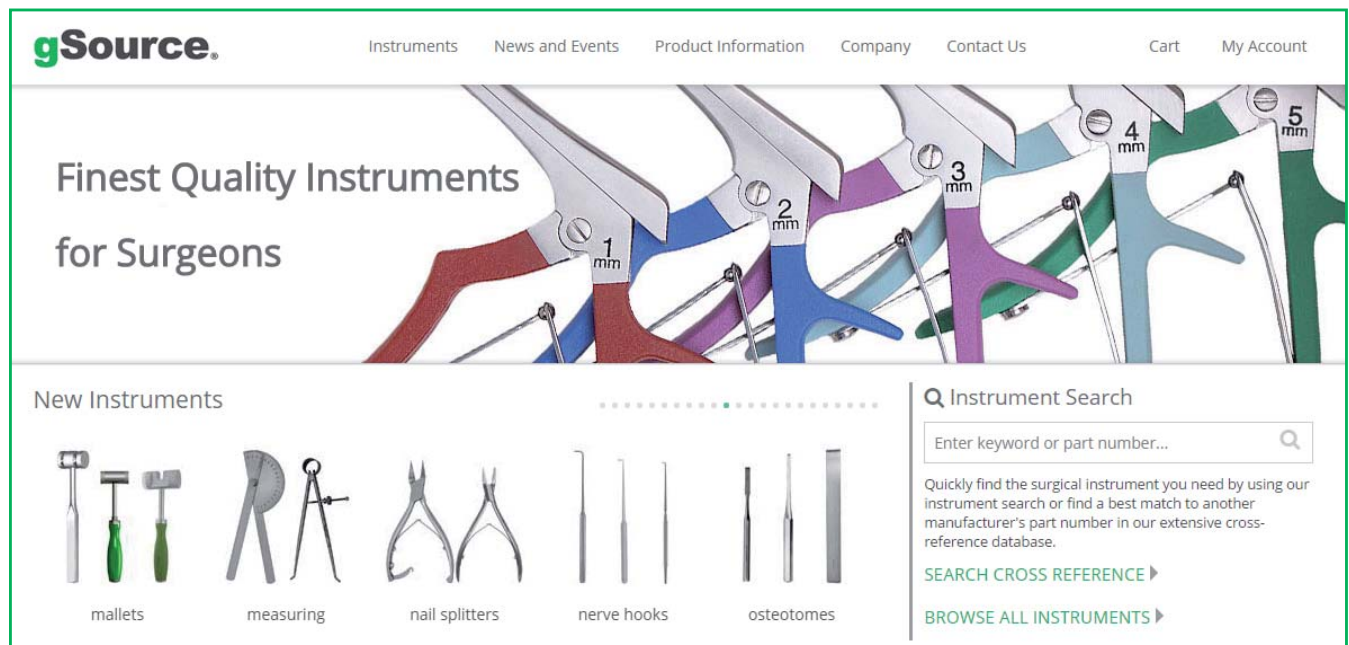 gSource®
Instruments News and Events Product Information Company Contact Us Cart My Account
Finest Quality Instruments
for Surgeons
1
mm
2
mm
3
mm
4
mm
5
mm
New Instruments
mallets
measuring
nail splitters
nerve hooks
osteotomes
Instrument Search
Enter keyword or part number...
Quickly find the surgical instrument you need by using our
instrument search or find a best match to another
manufacturer's part number in our extensive cross-
reference database.
SEARCH CROSS REFERENCE
BROWSE ALL INSTRUMENTS